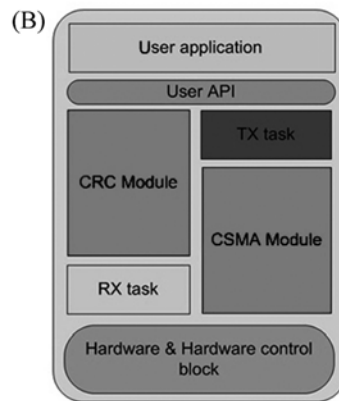 (B)
User application
User API
TX task
CRC Module
CSMA Module
RX task
Hardware & Hardware control
block